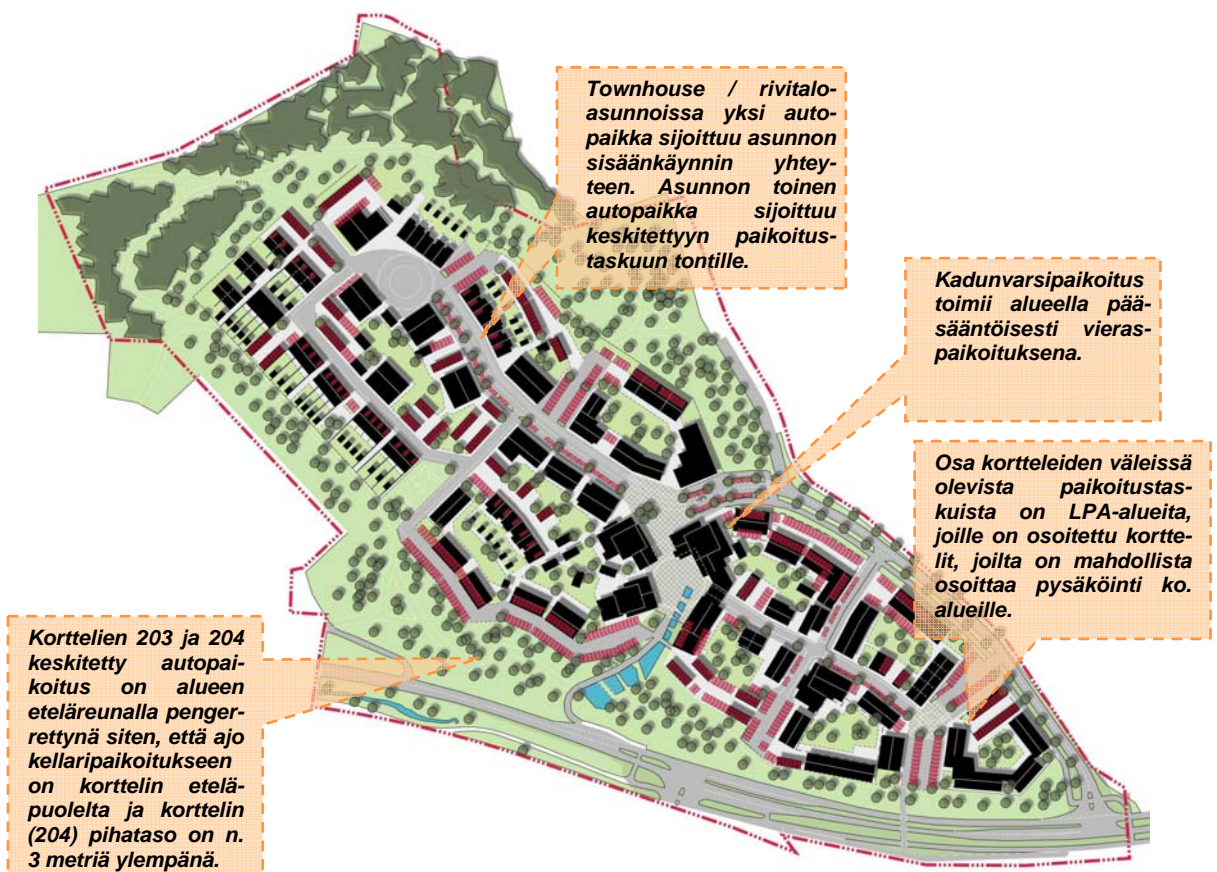 Townhouse / rivitalo-
asunnoissa yksi auto-
paikka sijoittuu asunnon
sisäänkäynnin yhtey-
teen. Asunnon toinen
autopaikka sijoittuu
keskitettyyn paikoitus-
taskuun tontille.
Kadunvarsipaikoitus
toimii alueella pää-
sääntöisesti vieras-
paikoituksena.
Osa kortteleiden väleissä
olevista paikoitustas-
kuista on LPA-alueita,
joille on osoitettu kortte-
lit, joilta on mahdollista
osoittaa pysäköinti ko.
alueille.
Korttelien 203 ja 204
keskitetty autopai-
koitus on alueen
eteläreunalla penger-
rettynä siten, että ajo
kellaripaikoitukseen
on korttelin etelä-
puolelta ja korttelin
(204) pihataso on n.
3 metriä ylempänä.